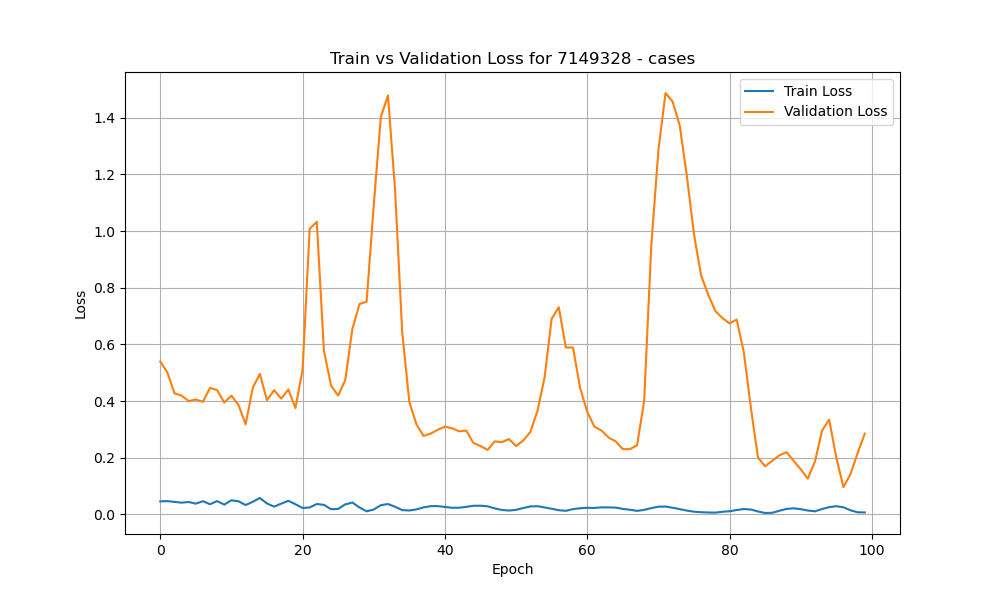 Train vs Validation Loss for 7149328 - cases
Train Loss
Validation Loss
1.4
1.2
1.0
0.8
0.6
0.4
0.2
0.0
Loss
0 20 40 60 80 100
Epoch